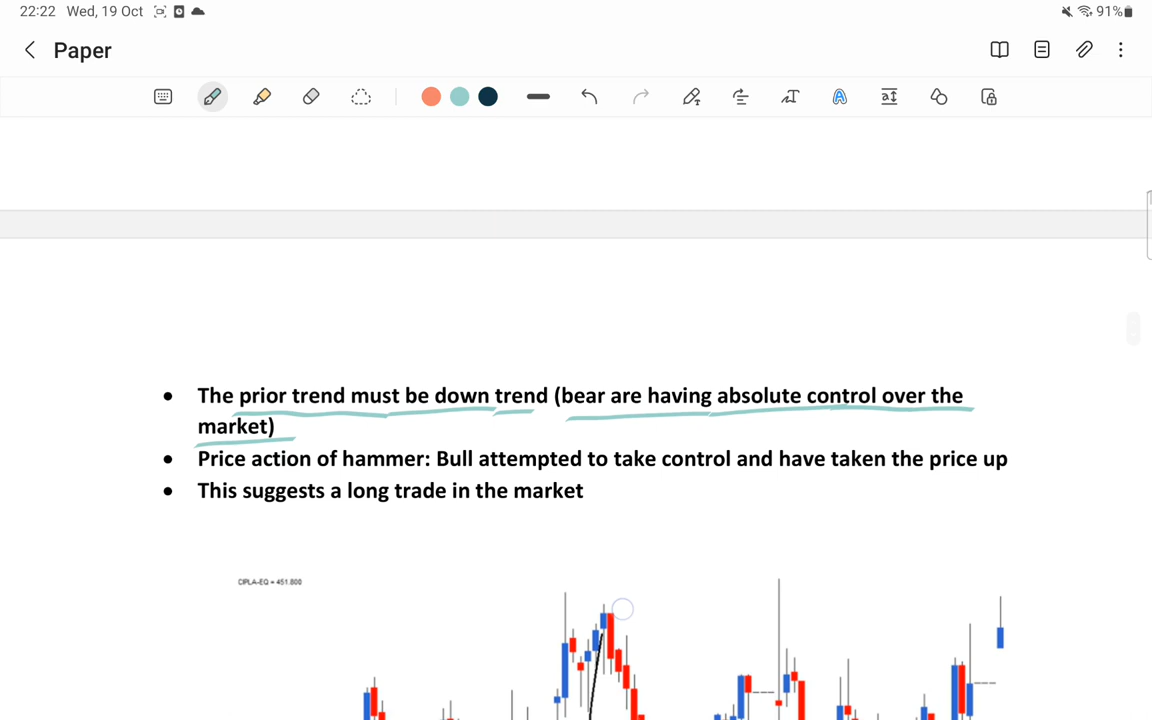 22:22 Wed, 19 Oct
91%
Paper
The prior trend must be down trend (bear are having absolute control over the
market)
Price action of hammer: Bull attempted to take control and have taken the price up
This suggests a long trade in the market
CIPLA-EQ = 451.800